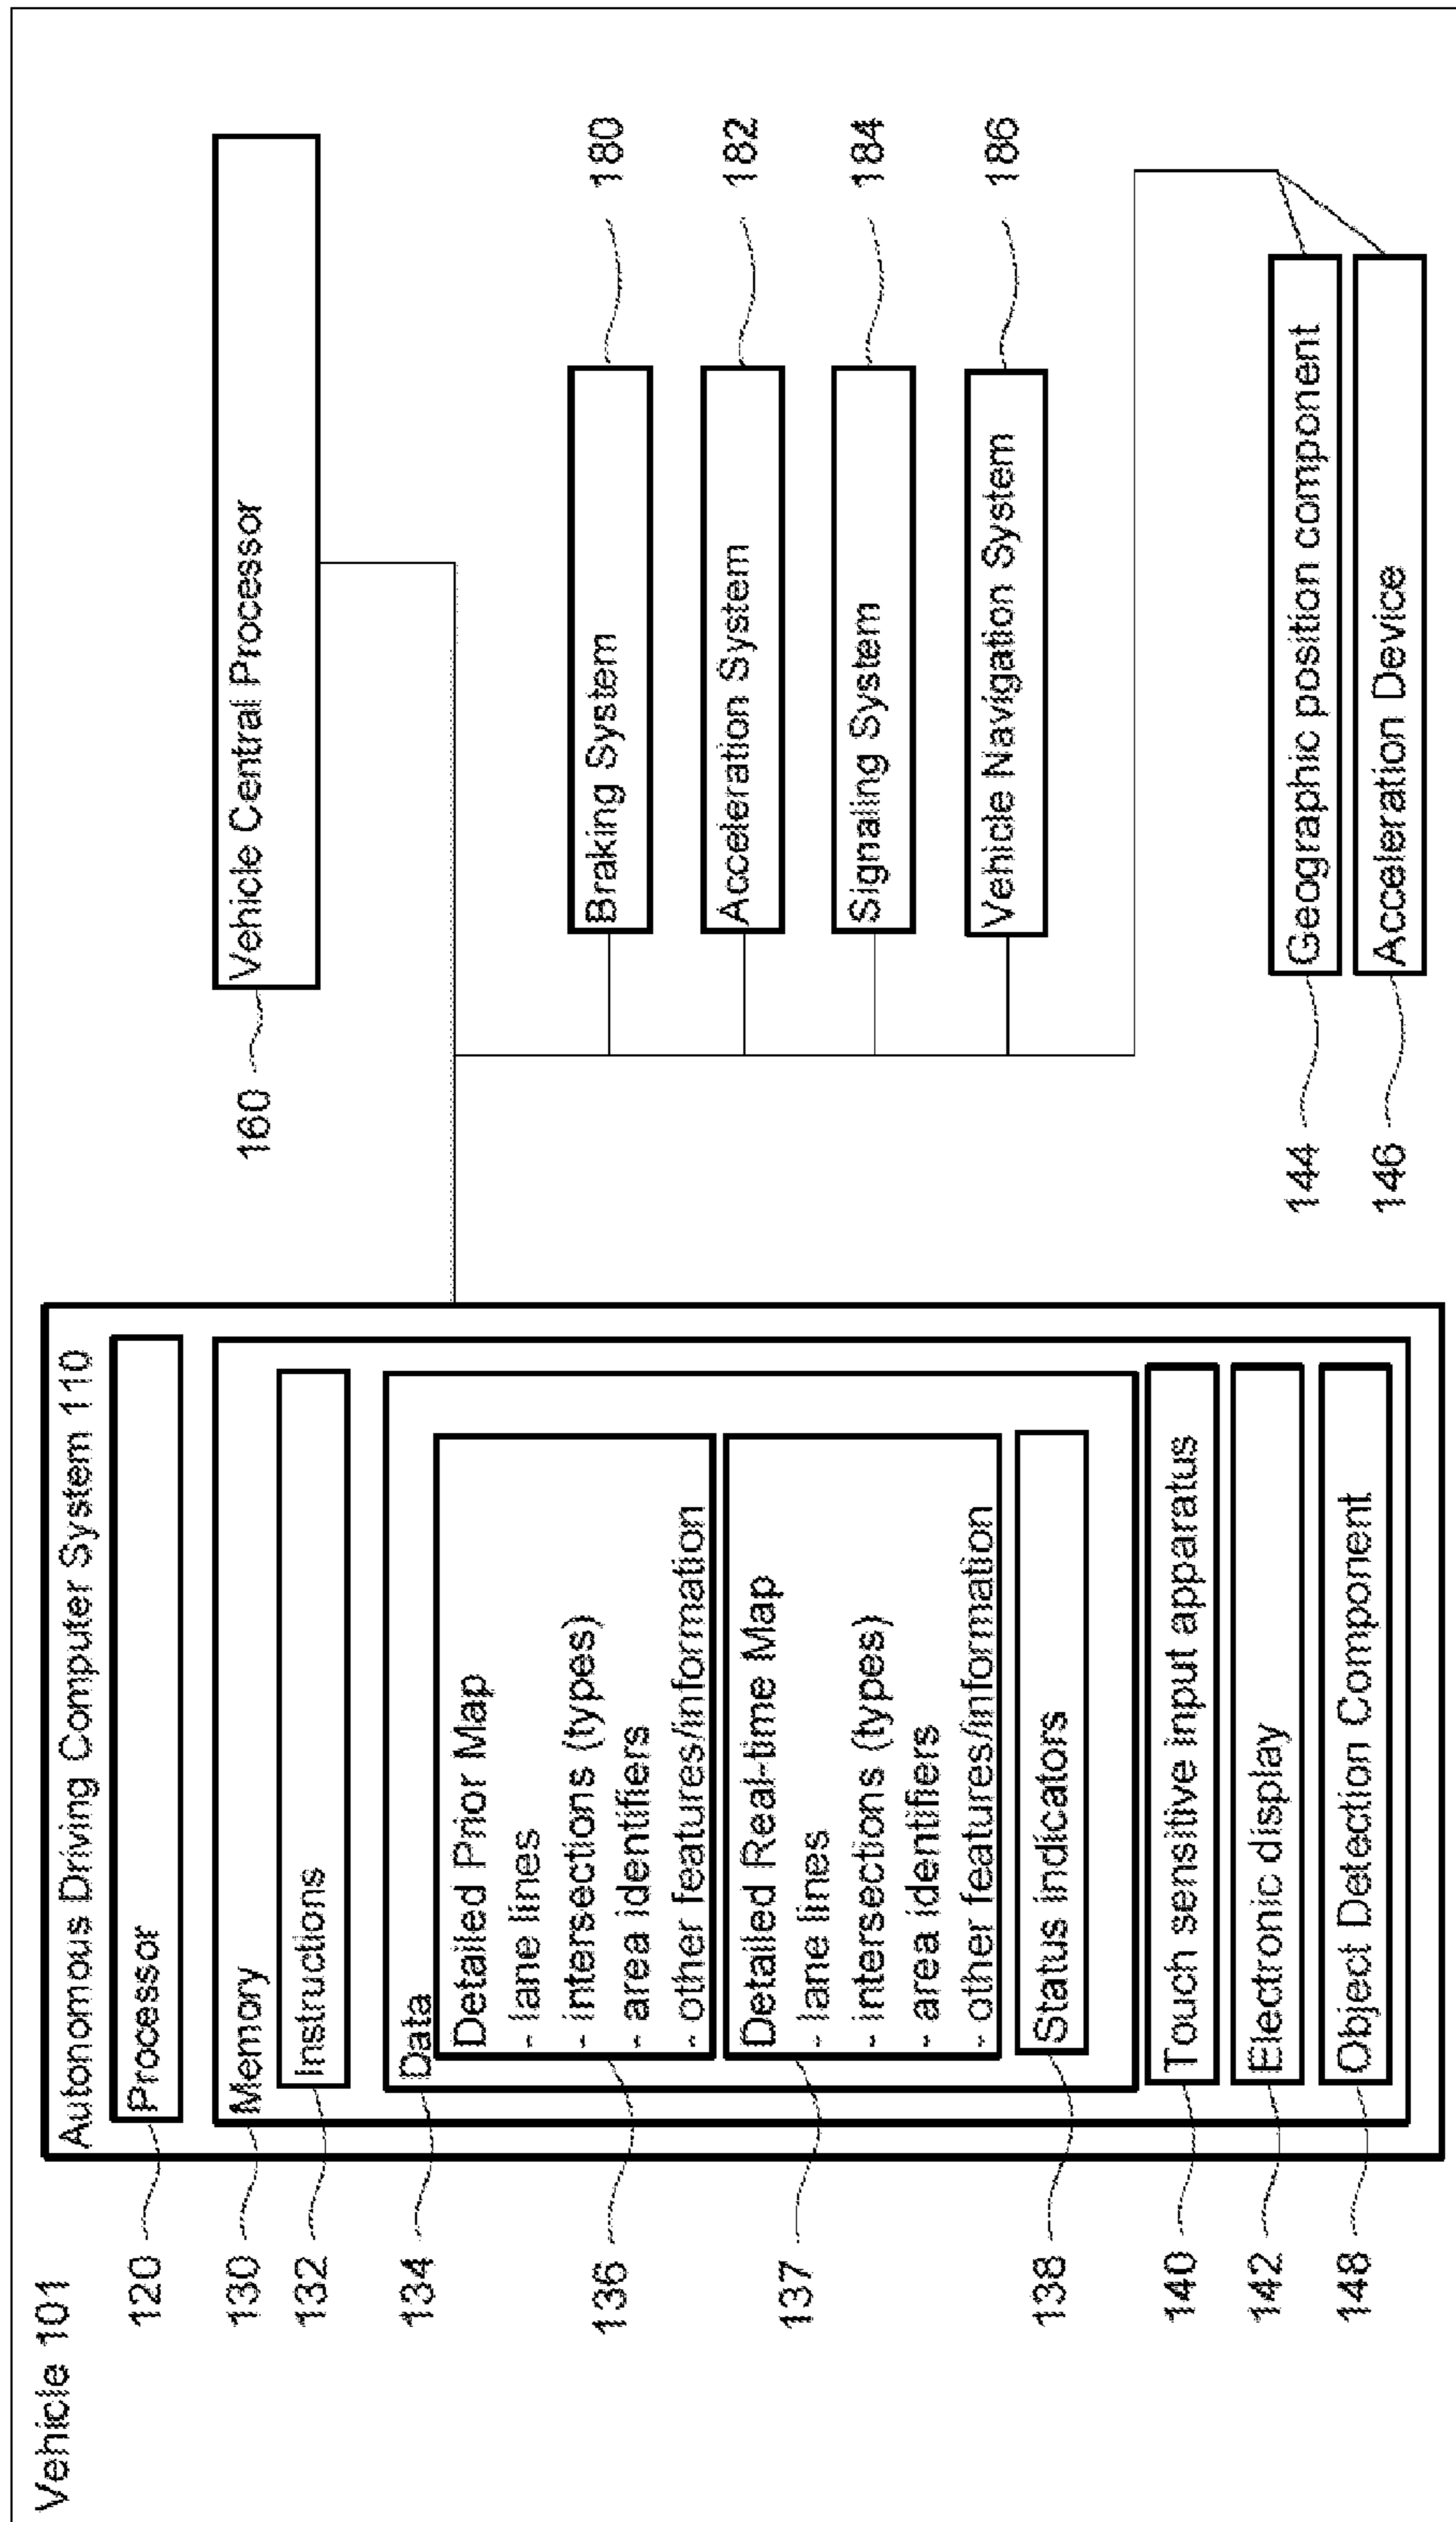 Vehicle 101
Autonomous Driving Computer System 110
120
Processor
130
Memory
132
Instructions
134
Data
136
Detailed Prior Map
- lane lines
- intersections (types)
- area identifiers
- other features/information
137
Detailed Real-time Map
- lane lines
- intersections (types)
- area identifiers
- other features/information
138
Status indicators
140
Touch sensitive input apparatus
142
Electronic display
148
Object Detection Component
160
Vehicle Central Processor
Braking System
180
Acceleration System
182
Signaling System
184
Vehicle Navigation System
186
144
Geographic position component
146
Acceleration Device